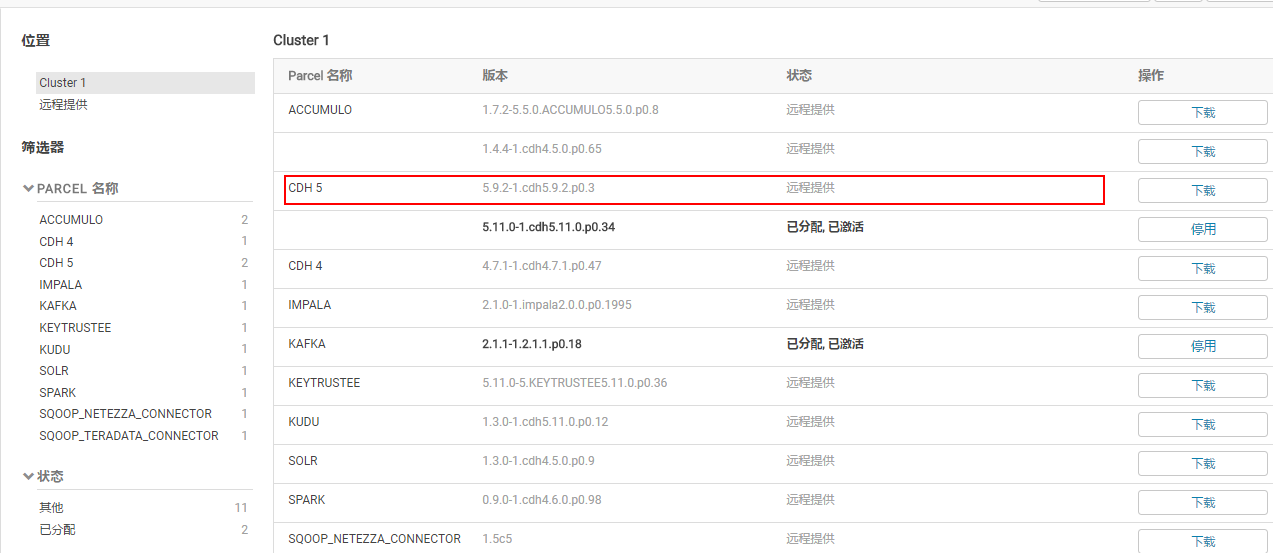 位置
Cluster 1
远程提供
筛选器
PARCEL 名称
ACCUMULO 2
CDH 4 1
CDH 5 2
IMPALA 1
KAFKA 1
KEYTRUSTEE 1
KUDU 1
SOLR 1
SPARK 1
SQOOP_NETEZZA_CONNECTOR 1
SQOOP_TERADATA_CONNECTOR 1
状态
其他 11
已分配 2
Cluster 1
Parcel 名称 版本 状态 操作
ACCUMULO 1.7.2-5.5.0.ACCUMULO5.5.0.p0.8 远程提供 下载
1.4.4-1.cdh4.5.0.p0.65 远程提供 下载
CDH 5 5.9.2-1.cdh5.9.2.p0.3 远程提供 下载
5.11.0-1.cdh5.11.0.p0.34 已分配, 已激活 停用
CDH 4 4.7.1-1.cdh4.7.1.p0.47 远程提供 下载
IMPALA 2.1.0-1.impala2.0.0.p0.1995 远程提供 下载
KAFKA 2.1.1-1.2.1.1.p0.18 已分配, 已激活 停用
KEYTRUSTEE 5.11.0-5.KEYTRUSTEE5.11.0.p0.36 远程提供 下载
KUDU 1.3.0-1.cdh5.11.0.p0.12 远程提供 下载
SOLR 1.3.0-1.cdh4.5.0.p0.9 远程提供 下载
SPARK 0.9.0-1.cdh4.6.0.p0.98 远程提供 下载
SQOOP_NETEZZA_CONNECTOR 1.5c5 远程提供 下载